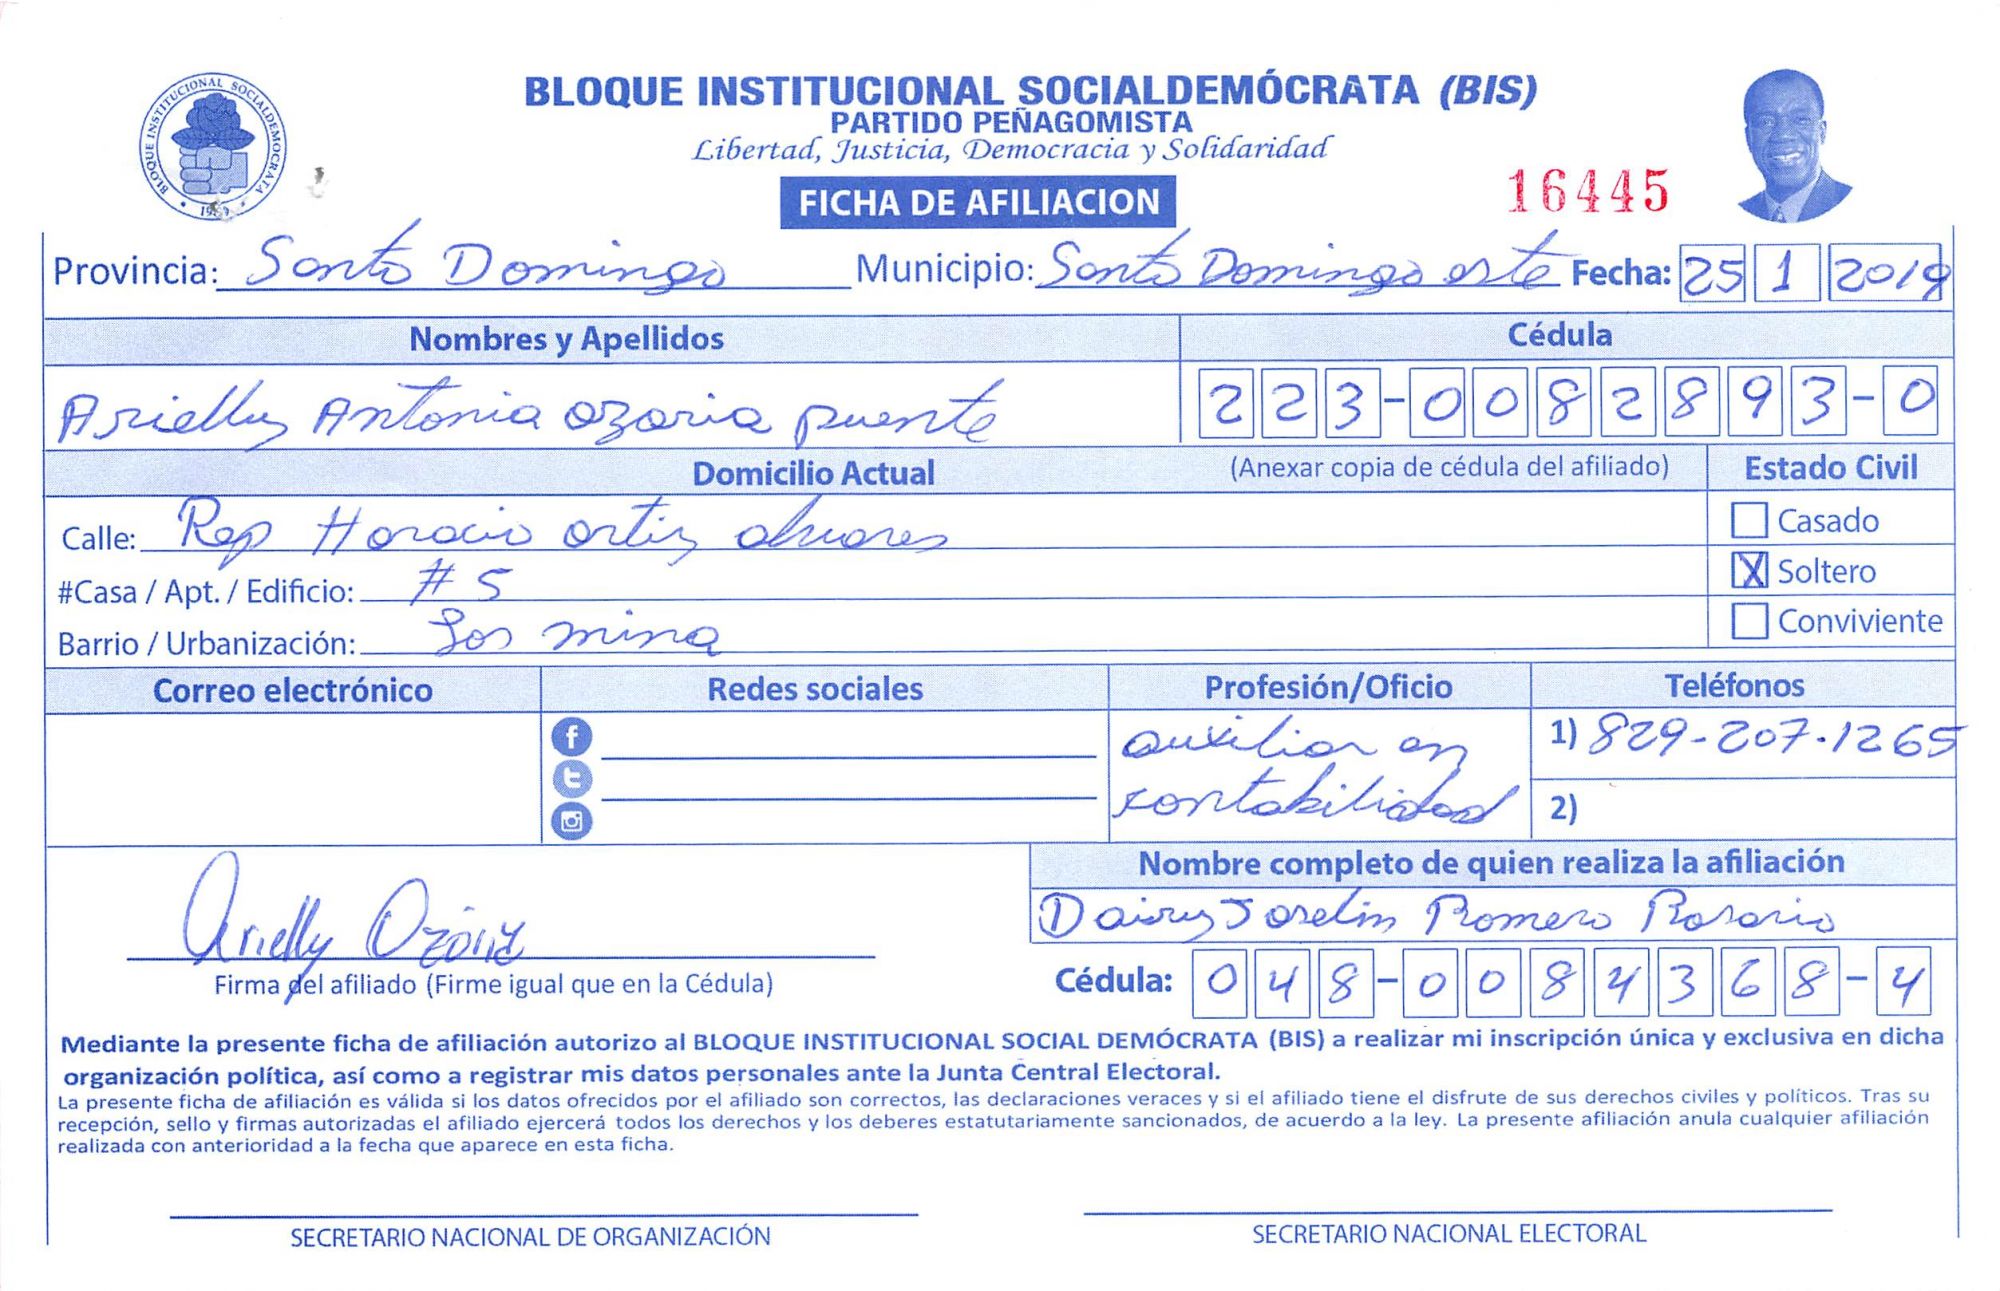 BLOQUE INSTITUCIONAL SOCIALDEMOCRATA
BLOQUE INSTITUCIONAL SOCIALDEMÓCRATA (BIS)
PARTIDO PEÑAGOMISTA
Libertad, Justicia, Democracia y Solidaridad
FICHA DE AFILIACION
16445
Provincia: Santo Domingo Municipio: Santo Domingo este Fecha: 25 1 2019
Nombres y Apellidos Cédula
Arielly Antonia Ozoria puente 223-0082893-0
Domicilio Actual (Anexar copia de cédula del afiliado) Estado Civil
Calle: Rep Horacio ortiz alvares Casado
#Casa / Apt. / Edificio: # 5 X Soltero
Barrio / Urbanización: Los mina Conviviente
Correo electrónico Redes sociales Profesión/Oficio Teléfonos
auxiliar en 1) 829-207-1265
contabilidad 2)
Nombre completo de quien realiza la afiliación
Dairy Joselin Romero Rosario
Arielly Ozoria
Firma del afiliado (Firme igual que en la Cédula) Cédula: 048-0084368-4
Mediante la presente ficha de afiliación autorizo al BLOQUE INSTITUCIONAL SOCIAL DEMÓCRATA (BIS) a realizar mi inscripción única y exclusiva en dicha
organización política, así como a registrar mis datos personales ante la Junta Central Electoral.
La presente ficha de afiliación es válida si los datos ofrecidos por el afiliado son correctos, las declaraciones veraces y si el afiliado tiene el disfrute de sus derechos civiles y políticos. Tras su
recepción, sello y firmas autorizadas el afiliado ejercerá todos los derechos y los deberes estatutariamente sancionados, de acuerdo a la ley. La presente afiliación anula cualquier afiliación
realizada con anterioridad a la fecha que aparece en esta ficha.
SECRETARIO NACIONAL DE ORGANIZACIÓN SECRETARIO NACIONAL ELECTORAL